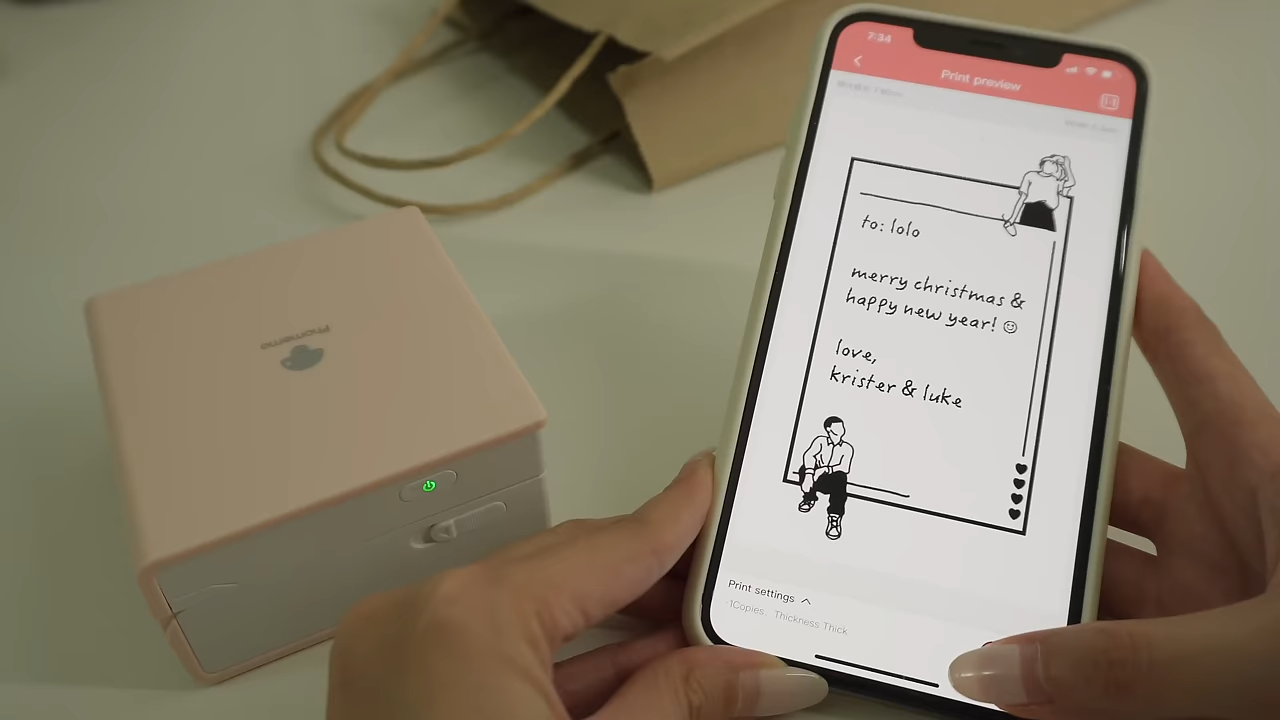 7:34
Print preview
to: lolo
merry christmas &
happy new year! ☺
love,
krister & luke
Print settings
1Copies, Thickness Thick
Phomemo